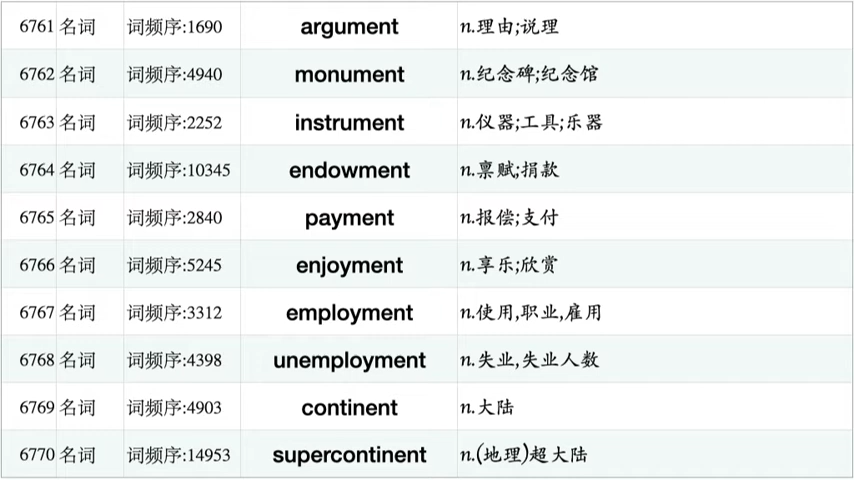 6761 名词 词频序:1690 argument n.理由;说理
6762 名词 词频序:4940 monument n.纪念碑;纪念馆
6763 名词 词频序:2252 instrument n.仪器;工具;乐器
6764 名词 词频序:10345 endowment n.禀赋;捐款
6765 名词 词频序:2840 payment n.报偿;支付
6766 名词 词频序:5245 enjoyment n.享乐;欣赏
6767 名词 词频序:3312 employment n.使用,职业,雇用
6768 名词 词频序:4398 unemployment n.失业,失业人数
6769 名词 词频序:4903 continent n.大陆
6770 名词 词频序:14953 supercontinent n.(地理)超大陆